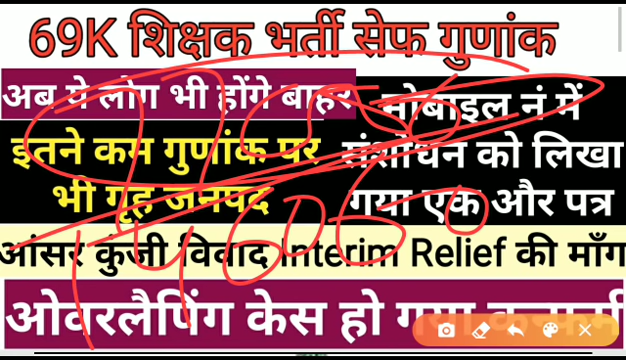 69K शिक्षक भर्ती सेफ गुणांक
अब ये लोग भी होंगे बाहर
मोबाइल नं में
इतने कम गुणांक पर
संशोधन को लिखा
भी गृह जनपद
गया एक और पत्र
आंसर कुंजी विवाद Interim Relief की माँग
ओवरलैपिंग केस हो गया